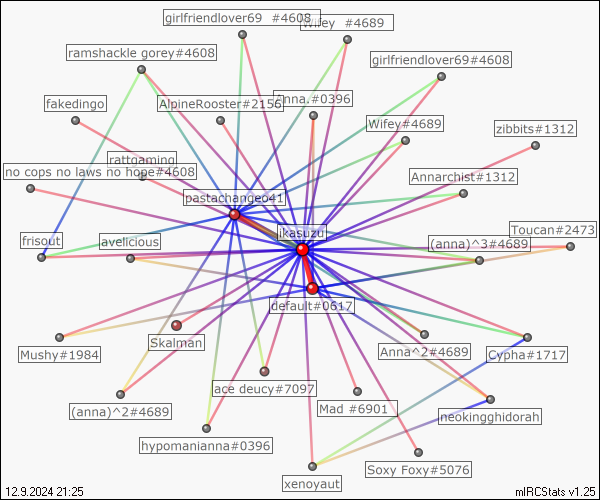 girlfriendlover69 #4608
Wifey #4689
ramshackle gorey#4608
girlfriendlover69#4608
fakedingo
AlpineRooster#2156
Anna.#0396
Wifey#4689
zibbits#1312
rattoaming
no cops no laws no hope#4608
Annarchist#1312
pastachangeo41
ikasuzu
Toucan#2473
frisout
avelicious
(anna)^3#4689
default#0617
Mushy#1984
Skalman
Anna^2#4689
Cypha#1717
ace deucy#7097
(anna)^2#4689
Mad #6901
neokingghidorah
hypomanianna#0396
Soxy Foxy#5076
xenoyaut
12.9.2024 21:25
mIRCStats v1.25